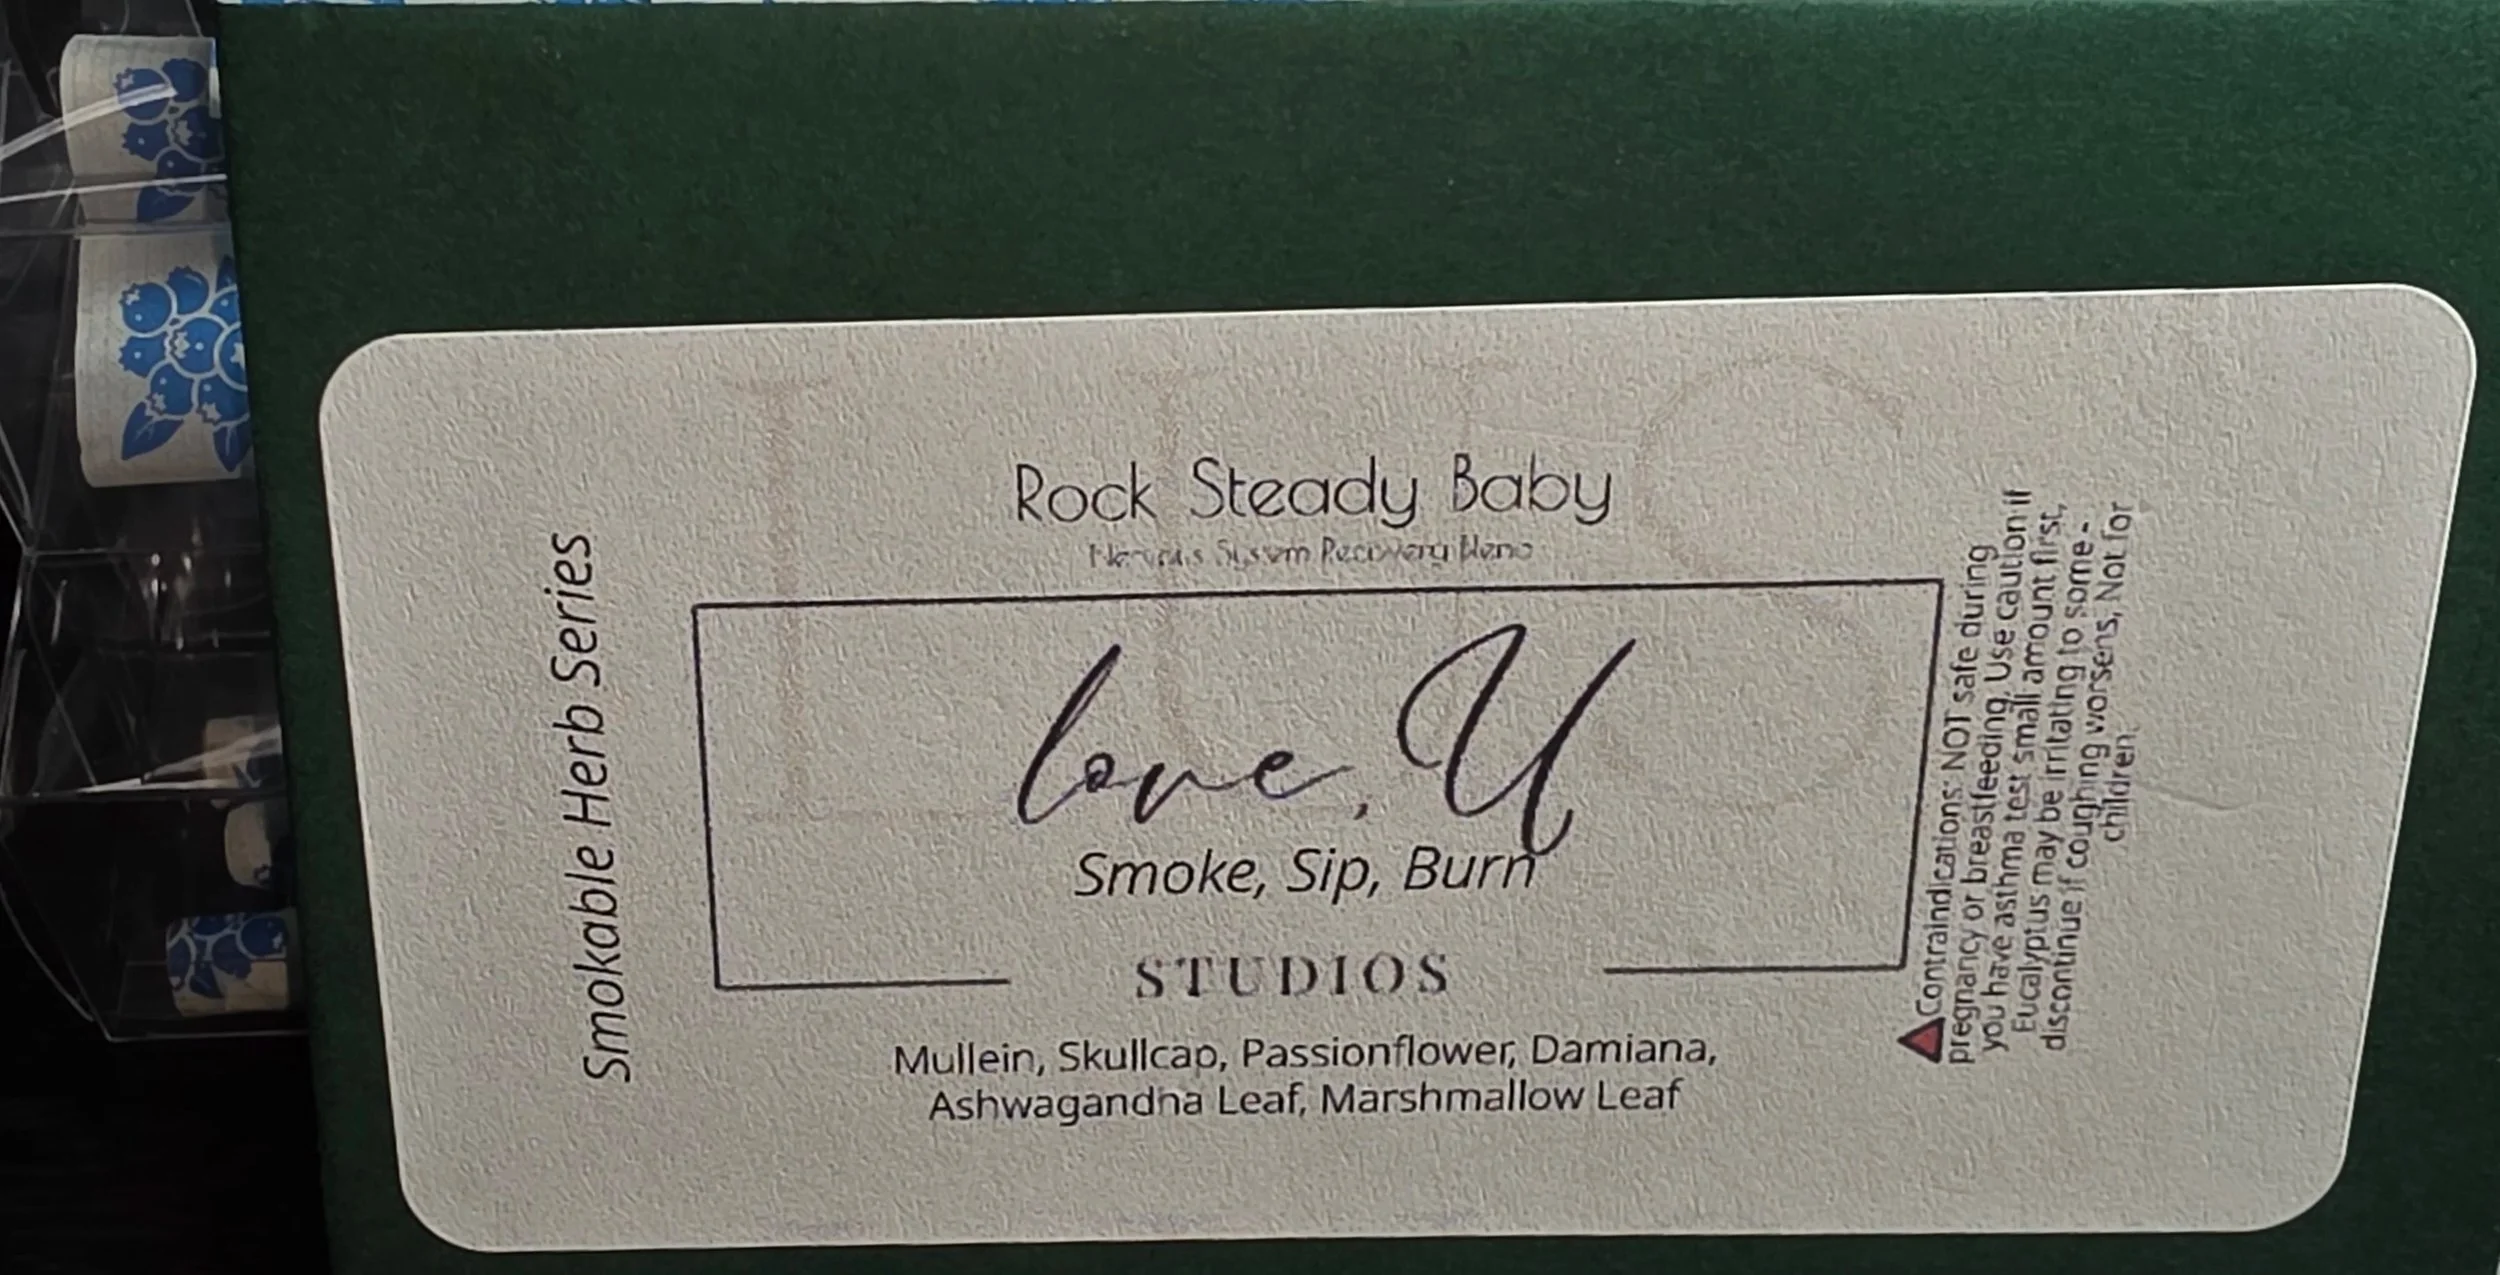 Smokable Herb Series
Rock Steady Baby
Nervous System Recovery Blend
love, U
Smoke, Sip, Burn
STUDIOS
Mullein, Skullcap, Passionflower, Damiana,
Ashwagandha Leaf, Marshmallow Leaf
Contraindications: NOT safe during
pregnancy or breastfeeding. Use caution if
you have asthma test small amount first,
Eucalyptus may be irritating to some -
discontinue if coughing worsens, Not for
children.